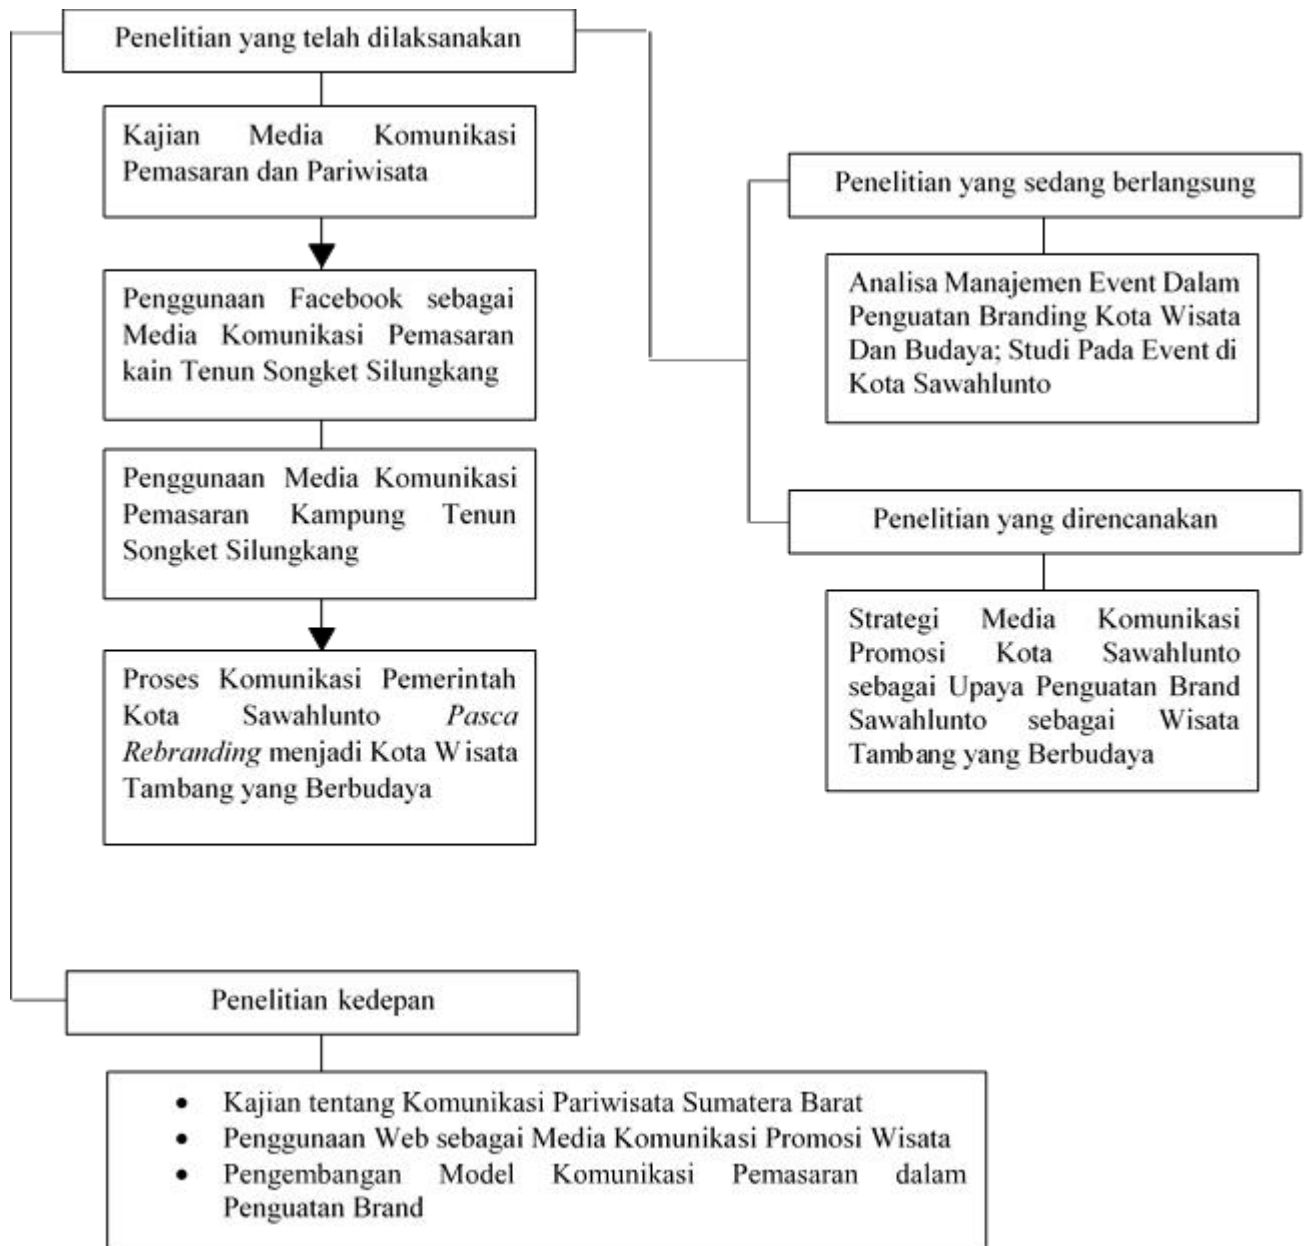 Penelitian yang telah dilaksanakan
Kajian Media Komunikasi
Pemasaran dan Pariwisata
Penggunaan Facebook sebagai
Media Komunikasi Pemasaran
kain Tenun Songket Silungkang
Penggunaan Media Komunikasi
Pemasaran Kampung Tenun
Songket Silungkang
Proses Komunikasi Pemerintah
Kota Sawahlunto Pasca
Rebranding menjadi Kota Wisata
Tambang yang Berbudaya
Penelitian yang sedang berlangsung
Analisa Manajemen Event Dalam
Penguatan Branding Kota Wisata
Dan Budaya; Studi Pada Event di
Kota Sawahlunto
Penelitian yang direncanakan
Strategi Media Komunikasi
Promosi Kota Sawahlunto
sebagai Upaya Penguatan Brand
Sawahlunto sebagai Wisata
Tambang yang Berbudaya
Penelitian kedepan
• Kajian tentang Komunikasi Pariwisata Sumatera Barat
• Penggunaan Web sebagai Media Komunikasi Promosi Wisata
• Pengembangan Model Komunikasi Pemasaran dalam
Penguatan Brand